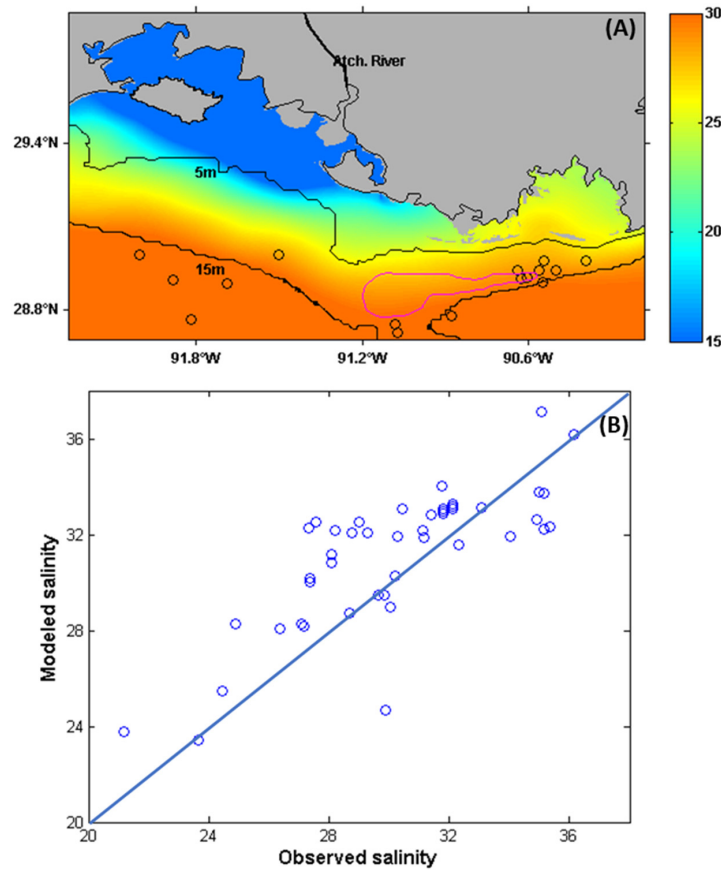 (A)
Atch. River
29.4°N
28.8°N
5m
15m
91.8°W
91.2°W
90.6°W
30
25
20
15
(B)
Modeled salinity
36
32
28
24
20
20
24
28
32
36
Observed salinity